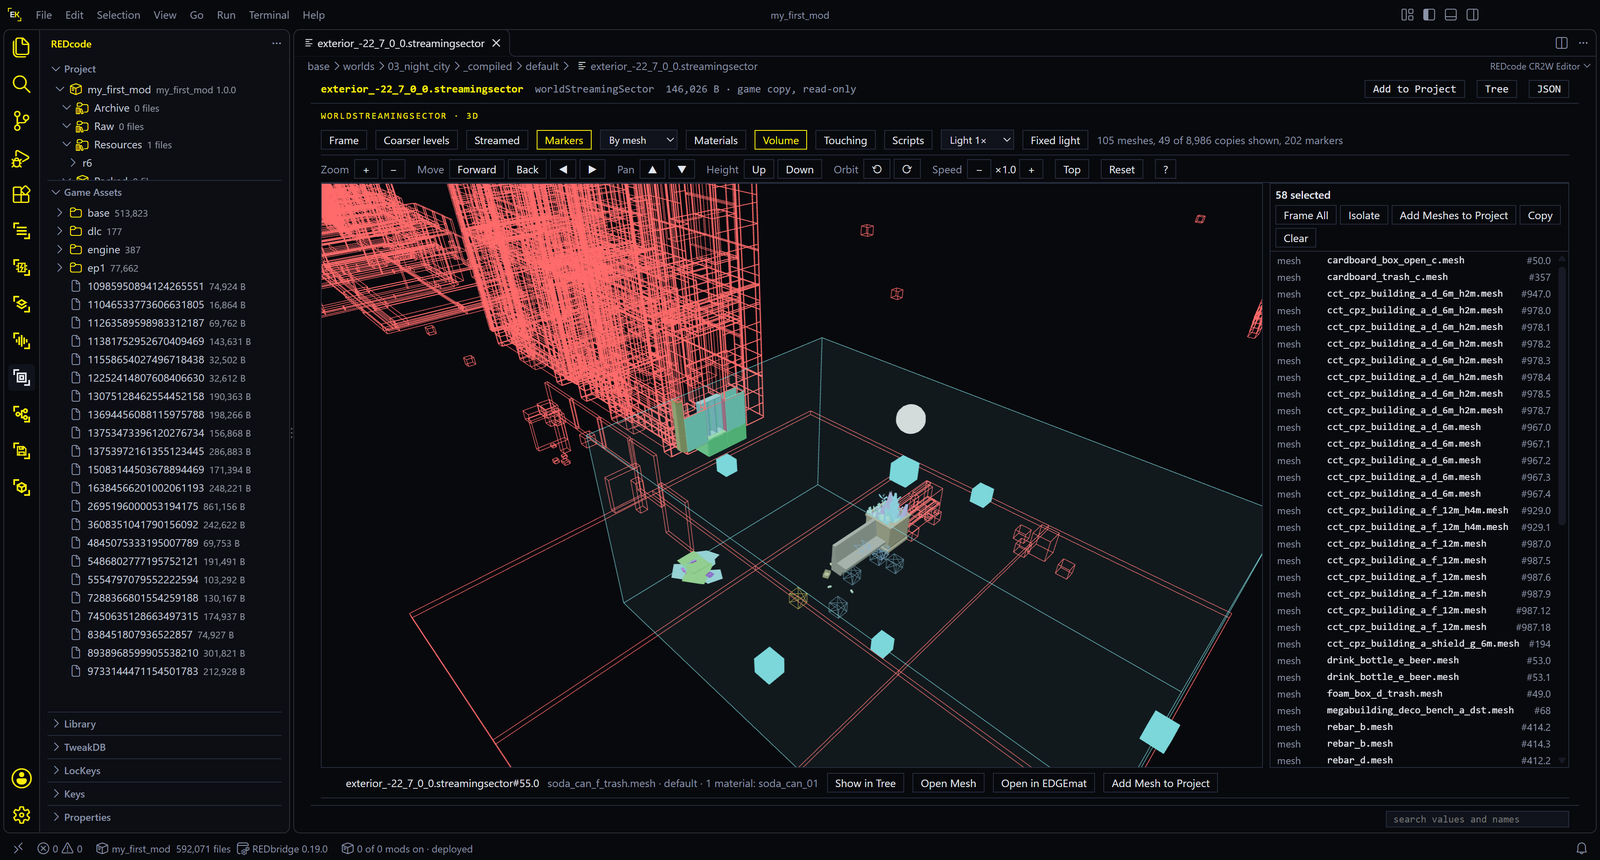 EK
File Edit Selection View Go Run Terminal Help
my_first_mod
REDcode
Project
my_first_mod my_first_mod 1.0.0
Archive 0 files
Raw 0 files
Resources 1 files
r6
Game Assets
base 513,823
dlc 177
engine 387
ep1 77,662
10985950894124265551 74,924 B
11046533773606631805 16,864 B
11263589598983312187 69,762 B
11381752952670409469 143,631 B
11558654027496718438 32,502 B
12252414807608406630 32,612 B
13075128462554452158 190,363 B
13694456088115975788 198,266 B
13753473396120276734 156,868 B
13753972161355123445 286,883 B
15083144503678894469 171,394 B
16384566201002061193 248,221 B
2695196000053194175 861,156 B
3608351041790156092 242,622 B
4845075333195007789 69,753 B
5486802777195752121 191,491 B
5554797079552222594 103,292 B
7288366801554259188 130,167 B
7450635128663497315 174,937 B
838451807936522857 74,927 B
8938968599905538210 301,821 B
9733144471154501783 212,928 B
Library
TweakDB
LocKeys
Keys
Properties
exterior_-22_7_0_0.streamingsector
base > worlds > 03_night_city > _compiled > default > exterior_-22_7_0_0.streamingsector
REDcode CR2W Editor
exterior_-22_7_0_0.streamingsector worldStreamingSector 146,026 B · game copy, read-only
Add to Project Tree JSON
WORLDSTREAMINGSECTOR · 3D
Frame Coarser levels Streamed Markers By mesh Materials Volume Touching Scripts Light 1× Fixed light 105 meshes, 49 of 8,986 copies shown, 202 markers
Zoom + − Move Forward Back ◀ ▶ Pan ▲ ▼ Height Up Down Orbit Speed − ×1.0 + Top Reset ?
58 selected
Frame All Isolate Add Meshes to Project Copy
Clear
mesh cardboard_box_open_c.mesh #50.0
mesh cardboard_trash_c.mesh #357
mesh cct_cpz_building_a_d_6m_h2m.mesh #947.0
mesh cct_cpz_building_a_d_6m_h2m.mesh #978.0
mesh cct_cpz_building_a_d_6m_h2m.mesh #978.1
mesh cct_cpz_building_a_d_6m_h2m.mesh #978.2
mesh cct_cpz_building_a_d_6m_h2m.mesh #978.3
mesh cct_cpz_building_a_d_6m_h2m.mesh #978.4
mesh cct_cpz_building_a_d_6m_h2m.mesh #978.5
mesh cct_cpz_building_a_d_6m_h2m.mesh #978.7
mesh cct_cpz_building_a_d_6m.mesh #967.0
mesh cct_cpz_building_a_d_6m.mesh #967.1
mesh cct_cpz_building_a_d_6m.mesh #967.2
mesh cct_cpz_building_a_d_6m.mesh #967.3
mesh cct_cpz_building_a_d_6m.mesh #967.4
mesh cct_cpz_building_a_f_12m_h4m.mesh #929.0
mesh cct_cpz_building_a_f_12m_h4m.mesh #929.1
mesh cct_cpz_building_a_f_12m.mesh #987.0
mesh cct_cpz_building_a_f_12m.mesh #987.5
mesh cct_cpz_building_a_f_12m.mesh #987.6
mesh cct_cpz_building_a_f_12m.mesh #987.9
mesh cct_cpz_building_a_f_12m.mesh #987.12
mesh cct_cpz_building_a_f_12m.mesh #987.18
mesh cct_cpz_building_a_shield_g_6m.mesh #194
mesh drink_bottle_e_beer.mesh #53.0
mesh drink_bottle_e_beer.mesh #53.1
mesh foam_box_d_trash.mesh #49.0
mesh megabuilding_deco_bench_a_dst.mesh #68
mesh rebar_b.mesh #414.2
mesh rebar_b.mesh #414.3
mesh rebar_d.mesh #412.2
exterior_-22_7_0_0.streamingsector#55.0 soda_can_f_trash.mesh · default · 1 material: soda_can_01 Show in Tree Open Mesh Open in EDGEmat Add Mesh to Project
search values and names
0 0 my_first_mod 592,071 files REDbridge 0.19.0 0 of 0 mods on · deployed